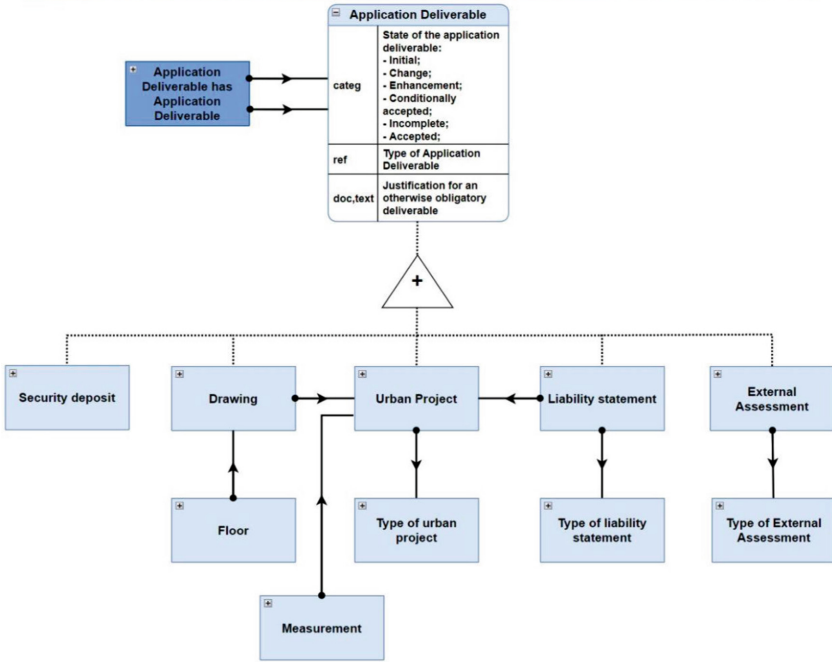 Application Deliverable
Application
Deliverable has
Application
Deliverable
categ
State of the application
deliverable:
- Initial;
- Change;
- Enhancement;
- Conditionally
accepted;
- Incomplete;
- Accepted;
ref
Type of Application
Deliverable
doc,text
Justification for an
otherwise obligatory
deliverable
+
Security deposit
Drawing
Urban Project
Liability statement
External
Assessment
Floor
Type of urban
project
Type of liability
statement
Type of External
Assessment
Measurement